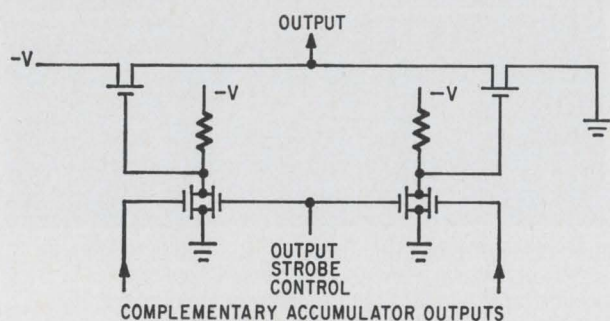 OUTPUT
-V
-V
-V
OUTPUT
STROBE
CONTROL
COMPLEMENTARY ACCUMULATOR OUTPUTS